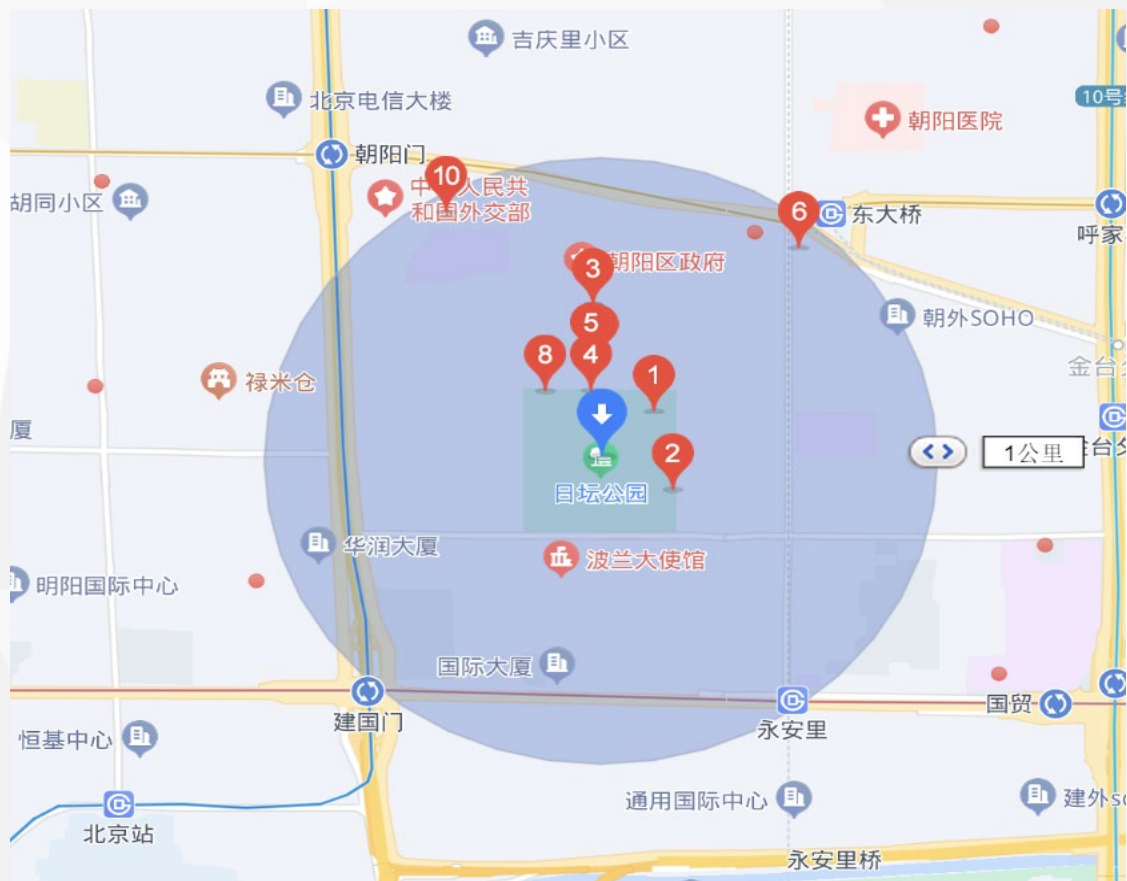 吉庆里小区
北京电信大楼
10号
朝阳医院
朝阳门
10
中 人民共
和国外交部
胡同小区
6
东大桥
呼家
朝阳区政府
3
5
朝外SOHO
8
4
1
金台夕
禄米仓
厦
2
1公里
金台夕
日坛公园
华润大厦
波兰大使馆
明阳国际中心
国际大厦
建国门
永安里
国贸
恒基中心
通用国际中心
建外so
北京站
永安里桥